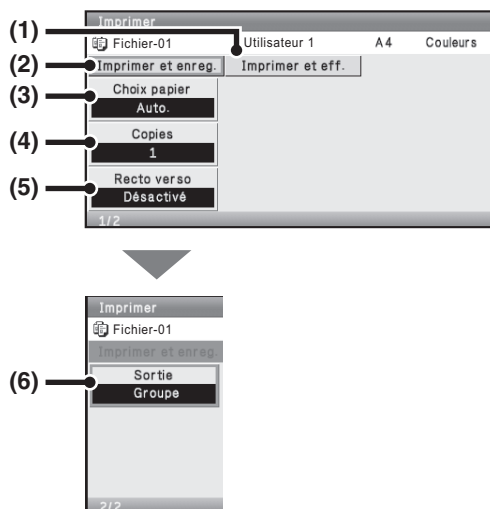 Imprimer
(1)
Fichier-01 Utilisateur 1 A4 Couleurs
(2) Imprimer et enreg. Imprimer et eff.
(3) Choix papier
Auto.
(4) Copies
1
(5) Recto verso
Désactivé
1/2
Imprimer
Fichier-01
Imprimer et enreg.
(6) Sortie
Groupe
2/2